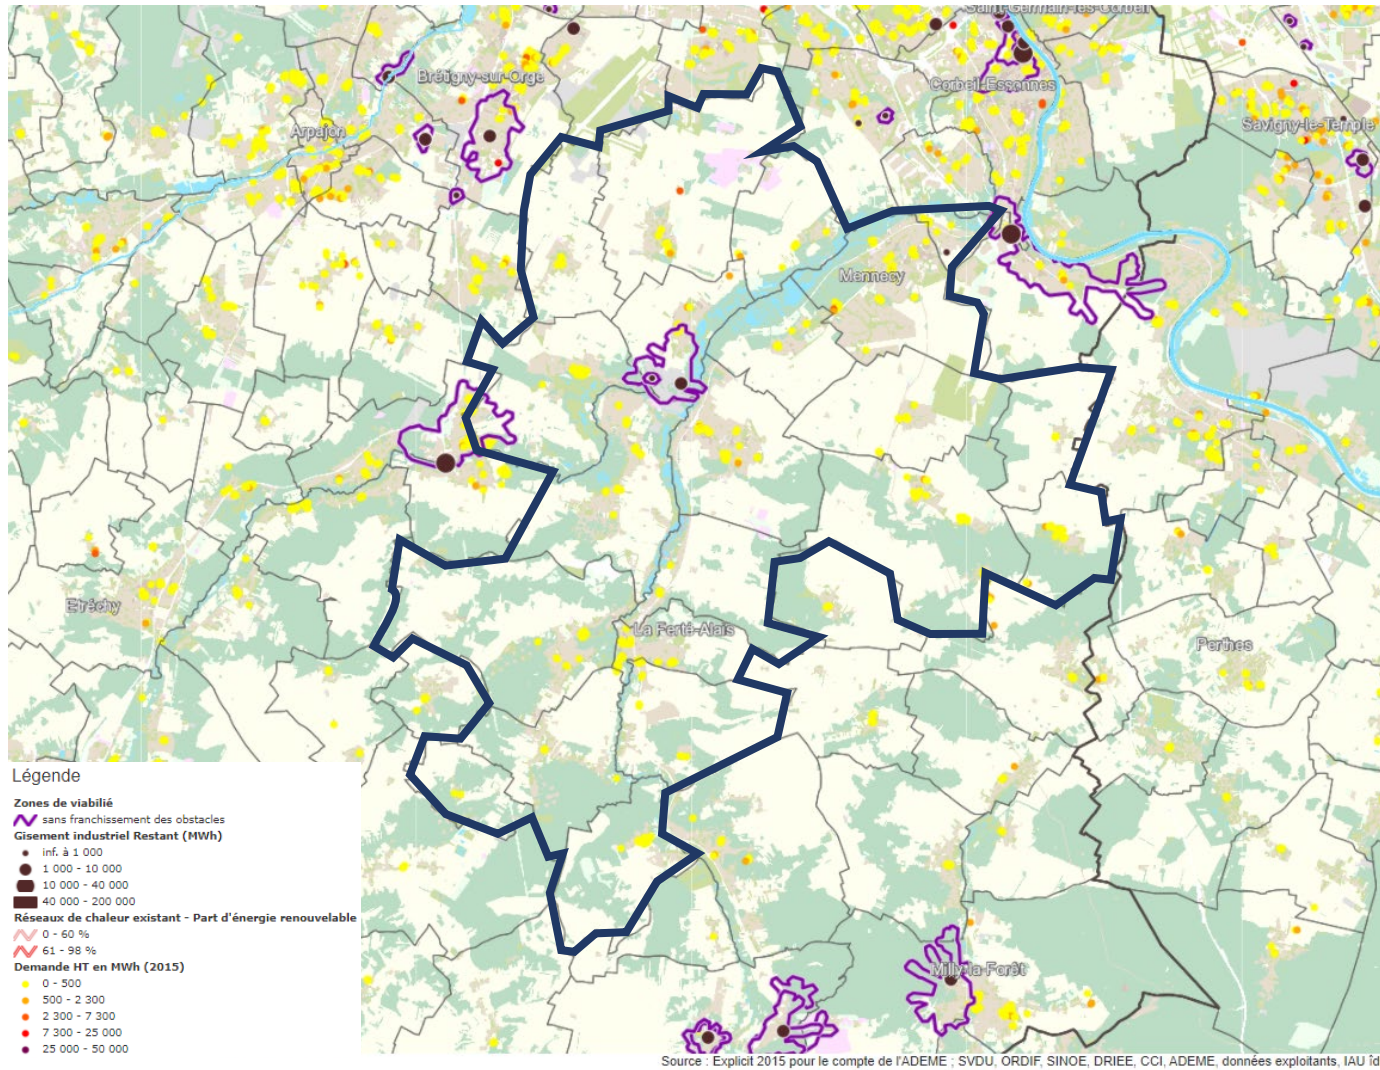 Saint-Germain-lès-Corbeil
Brétigny-sur-Orge
Corbeil-Essonnes
Arpajon
Savigny-le-Temple
Mennecy
Etréchy
La Ferté-Alais
Perthes
Milly-la-Forêt
Légende
Zones de viabilié
sans franchissement des obstacles
Gisement industriel Restant (MWh)
inf. à 1 000
1 000 - 10 000
10 000 - 40 000
40 000 - 200 000
Réseaux de chaleur existant - Part d'énergie renouvelable
0 - 60 %
61 - 98 %
Demande HT en MWh (2015)
0 - 500
500 - 2 300
2 300 - 7 300
7 300 - 25 000
25 000 - 50 000
Source : Explicit 2015 pour le compte de l'ADEME ; SVDU, ORDIF, SINOE, DRIEE, CCI, ADEME, données exploitants, IAU îd